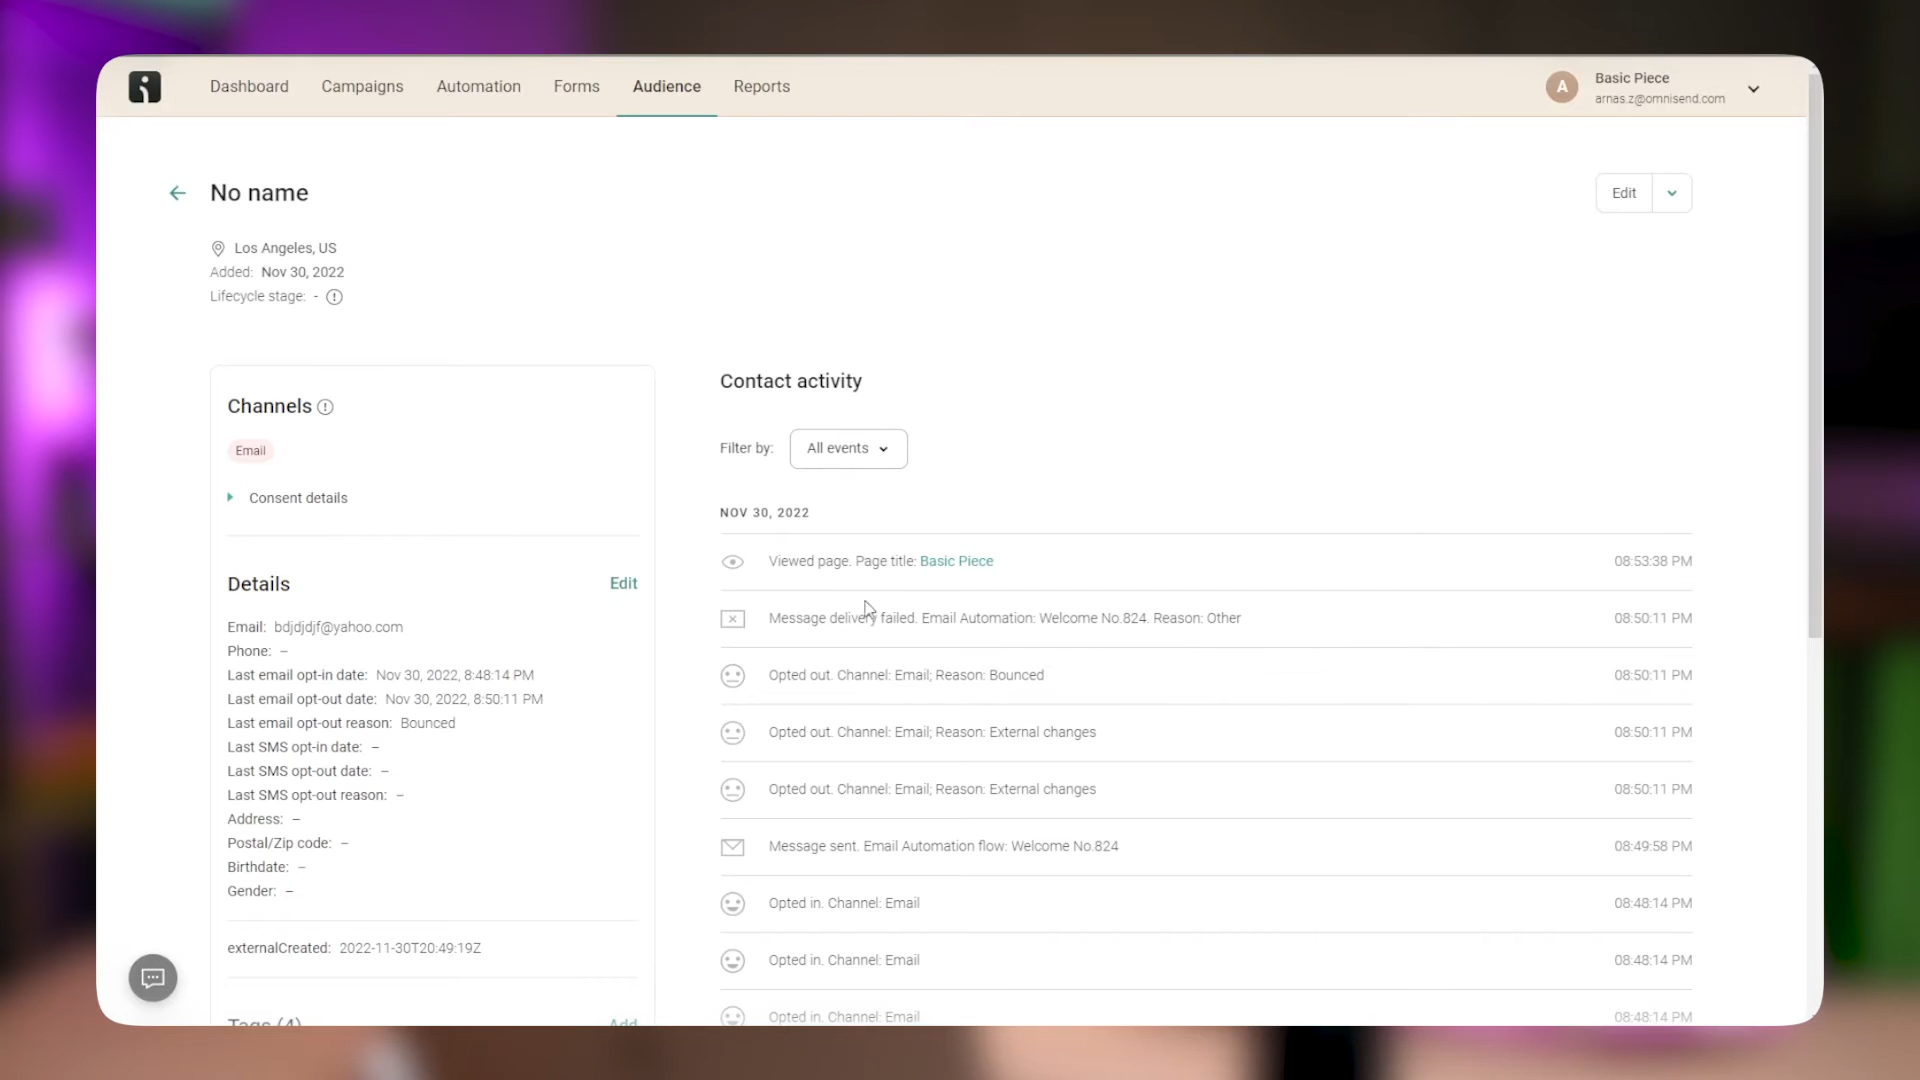 Dashboard Campaigns Automation Forms Audience Reports
A
Basic Piece
arnas.z@omnisend.com
No name
Edit
Los Angeles, US
Added: Nov 30, 2022
Lifecycle stage: -
Channels
Email
Consent details
Details Edit
Email: bdjdjdjf@yahoo.com
Phone: –
Last email opt-in date: Nov 30, 2022, 8:48:14 PM
Last email opt-out date: Nov 30, 2022, 8:50:11 PM
Last email opt-out reason: Bounced
Last SMS opt-in date: –
Last SMS opt-out date: –
Last SMS opt-out reason: –
Address: –
Postal/Zip code: –
Birthdate: –
Gender: –
externalCreated: 2022-11-30T20:49:19Z
Tags (4) Add
Contact activity
Filter by: All events
NOV 30, 2022
Viewed page. Page title: Basic Piece 08:53:38 PM
Message delivery failed. Email Automation: Welcome No.824. Reason: Other 08:50:11 PM
Opted out. Channel: Email; Reason: Bounced 08:50:11 PM
Opted out. Channel: Email; Reason: External changes 08:50:11 PM
Opted out. Channel: Email; Reason: External changes 08:50:11 PM
Message sent. Email Automation flow: Welcome No.824 08:49:58 PM
Opted in. Channel: Email 08:48:14 PM
Opted in. Channel: Email 08:48:14 PM
Opted in. Channel: Email 08:48:14 PM